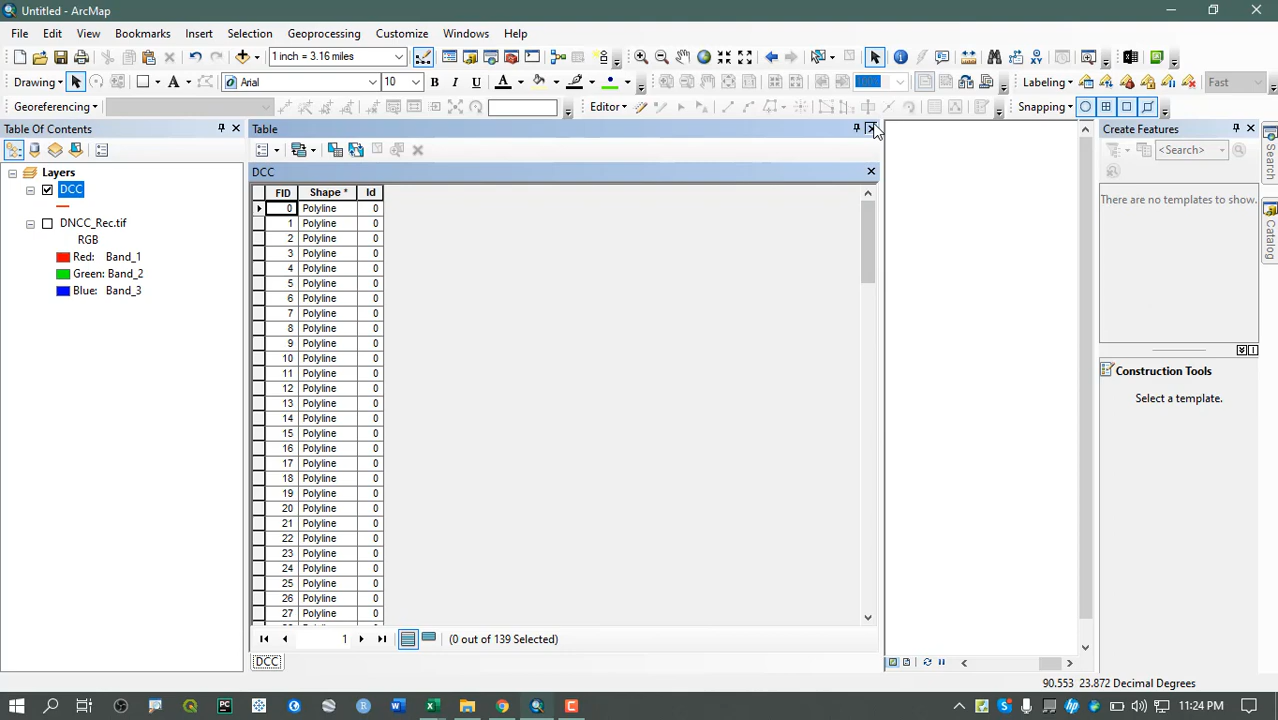 Untitled - ArcMap
File Edit View Bookmarks Insert Selection Geoprocessing Customize Windows Help
1 inch = 3.16 miles
Drawing Arial 10 B I U A Labeling Fast
Georeferencing Editor Snapping
Table Of Contents
Layers
DCC
DNCC_Rec.tif
RGB
Red: Band_1
Green: Band_2
Blue: Band_3
Table
DCC
FID Shape * Id
0 Polyline 0
1 Polyline 0
2 Polyline 0
3 Polyline 0
4 Polyline 0
5 Polyline 0
6 Polyline 0
7 Polyline 0
8 Polyline 0
9 Polyline 0
10 Polyline 0
11 Polyline 0
12 Polyline 0
13 Polyline 0
14 Polyline 0
15 Polyline 0
16 Polyline 0
17 Polyline 0
18 Polyline 0
19 Polyline 0
20 Polyline 0
21 Polyline 0
22 Polyline 0
23 Polyline 0
24 Polyline 0
25 Polyline 0
26 Polyline 0
27 Polyline 0
1 (0 out of 139 Selected)
DCC
Create Features
<Search>
There are no templates to show.
Construction Tools
Select a template.
Search
Catalog
90.553 23.872 Decimal Degrees
11:24 PM